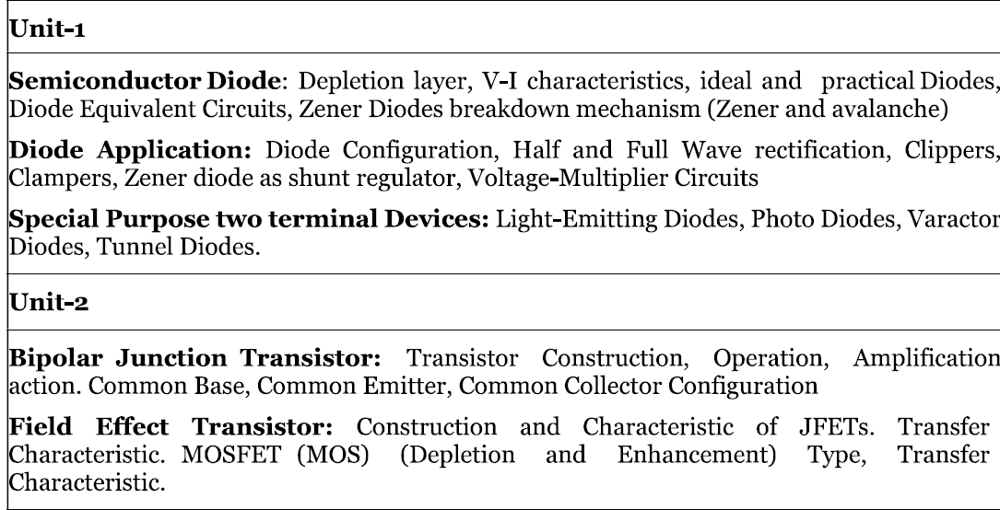 Unit-1
Semiconductor Diode: Depletion layer, V-I characteristics, ideal and practical Diodes,
Diode Equivalent Circuits, Zener Diodes breakdown mechanism (Zener and avalanche)
Diode Application: Diode Configuration, Half and Full Wave rectification, Clippers,
Clampers, Zener diode as shunt regulator, Voltage-Multiplier Circuits
Special Purpose two terminal Devices: Light-Emitting Diodes, Photo Diodes, Varactor
Diodes, Tunnel Diodes.
Unit-2
Bipolar Junction Transistor: Transistor Construction, Operation, Amplification
action. Common Base, Common Emitter, Common Collector Configuration
Field Effect Transistor: Construction and Characteristic of JFETs. Transfer
Characteristic. MOSFET (MOS) (Depletion and Enhancement) Type, Transfer
Characteristic.